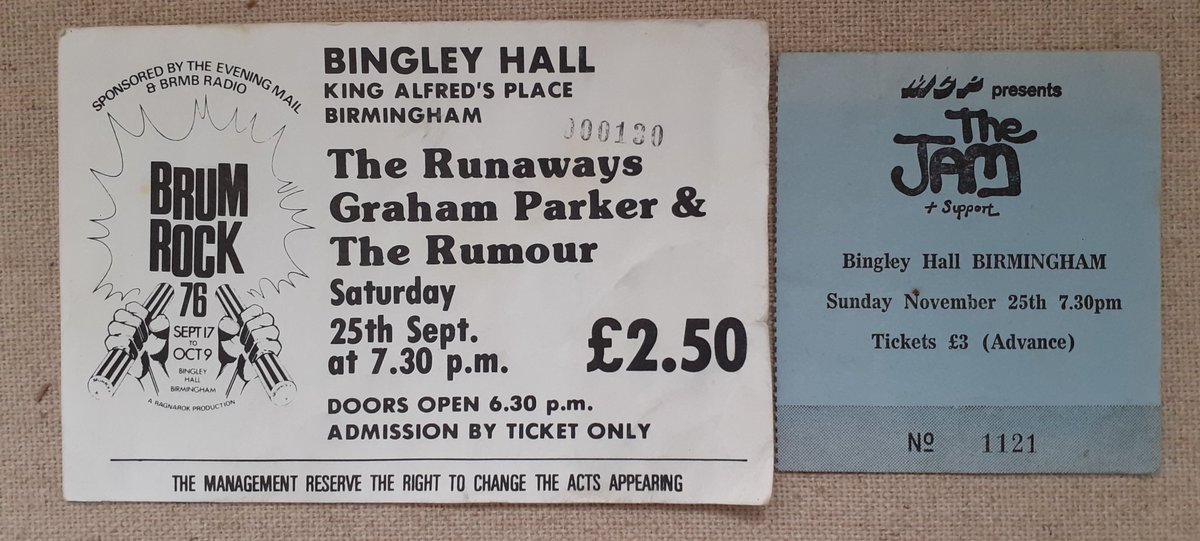 SPONSORED BY THE EVENING MAIL
& BRMB RADIO
BRUM
ROCK
76
SEPT 17
TO
OCT 9
BINGLEY
HALL
BIRMINGHAM
A RAGNAROK PRODUCTION
BINGLEY HALL
KING ALFRED'S PLACE
BIRMINGHAM
000130
The Runaways
Graham Parker &
The Rumour
Saturday
25th Sept.
at 7.30 p.m.
£2.50
DOORS OPEN 6.30 p.m.
ADMISSION BY TICKET ONLY
THE MANAGEMENT RESERVE THE RIGHT TO CHANGE THE ACTS APPEARING
presents
The
JAM
+ Support
Bingley Hall BIRMINGHAM
Sunday November 25th 7.30pm
Tickets £3 (Advance)
Nº 1121